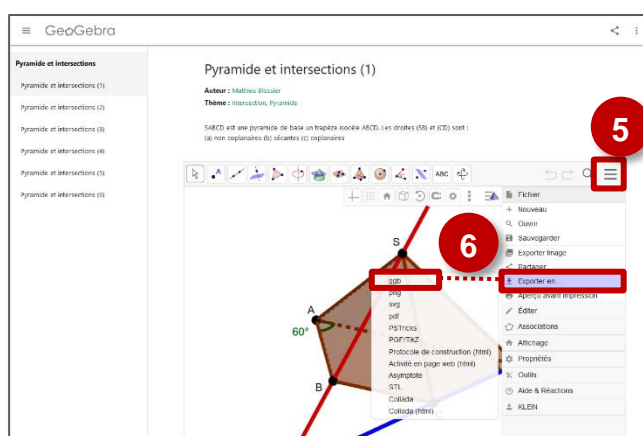 GeoGebra
Pyramide et intersections
Pyramide et intersections (1)
Pyramide et intersections (2)
Pyramide et intersections (3)
Pyramide et intersections (4)
Pyramide et intersections (5)
Pyramide et intersections (6)
Pyramide et intersections (1)
Auteur : Mathieu Blossier
Thème : Intersection, Pyramide
SABCD est une pyramide de base un trapèze isocèle ABCD. Les droites (SB) et (CD) sont :
(a) non coplanaires (b) sécantes (c) coplanaires
5
ABC
Fichier
Nouveau
Ouvrir
Sauvegarder
Exporter Image
Partager
Exporter en...
Aperçu avant impression
Éditer
Associations
Affichage
Propriétés
Outils
Aide & Réactions
KLEIN
6
ggb
png
svg
pdf
PSTricks
PGF/TikZ
Protocole de construction (html)
Activité en page web (html)
Asymptote
STL
Collada
Collada (html)
S
A
60°
B
C